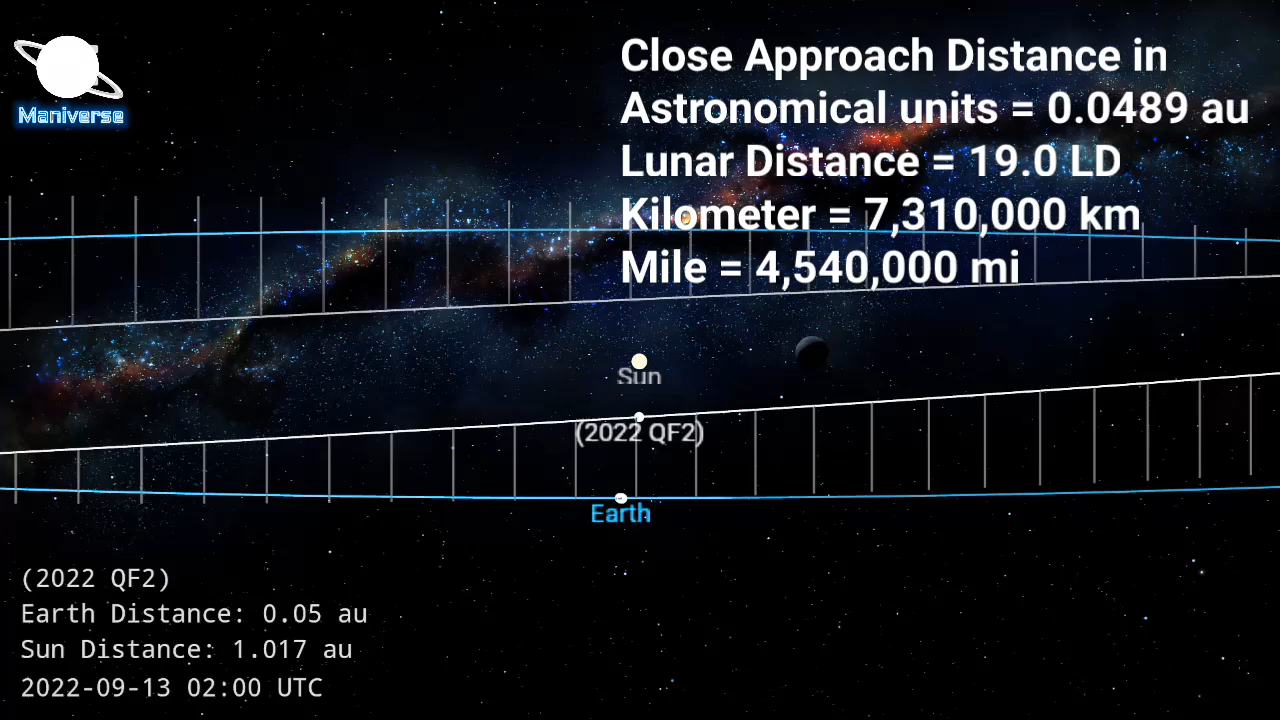 Maniverse
Close Approach Distance in
Astronomical units = 0.0489 au
Lunar Distance = 19.0 LD
Kilometer = 7,310,000 km
Mile = 4,540,000 mi
Sun
(2022 QF2)
Earth
(2022 QF2)
Earth Distance: 0.05 au
Sun Distance: 1.017 au
2022-09-13 02:00 UTC